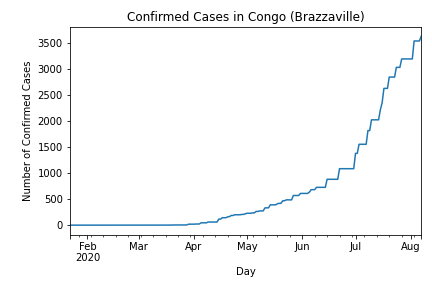 Confirmed Cases in Congo (Brazzaville)
Number of Confirmed Cases
3500
3000
2500
2000
1500
1000
500
0
Feb Mar Apr May Jun Jul Aug
2020
Day